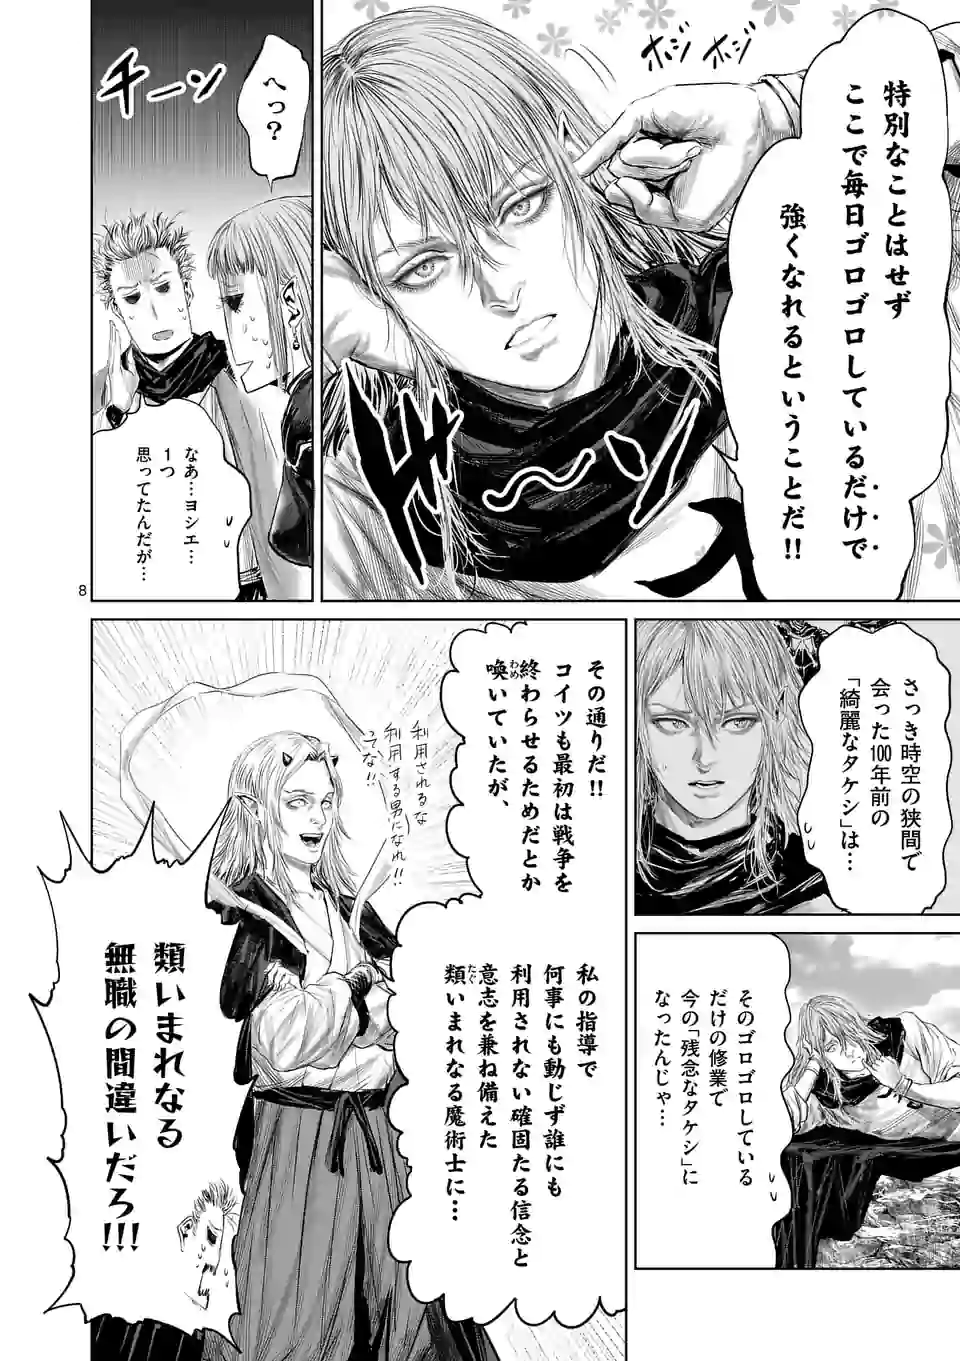 特別なことはせず
ここで毎日ゴロゴロしているだけで
強くなれるということだ!!
ホジ
ホジ
ドーン
へっ?
チーン
なあ…ヨシエ…
1つ
思ってたんだが…
8
さっき時空の狭間で
会った100年前の
「綺麗なタケシ」は…
そのゴロゴロしている
だけの修業で
今の「残念なタケシ」に
なったんじゃ…
その通りだ!!
コイツも最初は戦争を
終わらせるためだとか
喚いていたが、
わめ
私の指導で
何事にも動じず誰にも
利用されない確固たる信念と
意志を兼ね備えた
類いまれなる魔術士に…
たぐ
利用されるな
利用する男になれ!!
そな!!
類いまれなる
無職の間違いだろ!!!